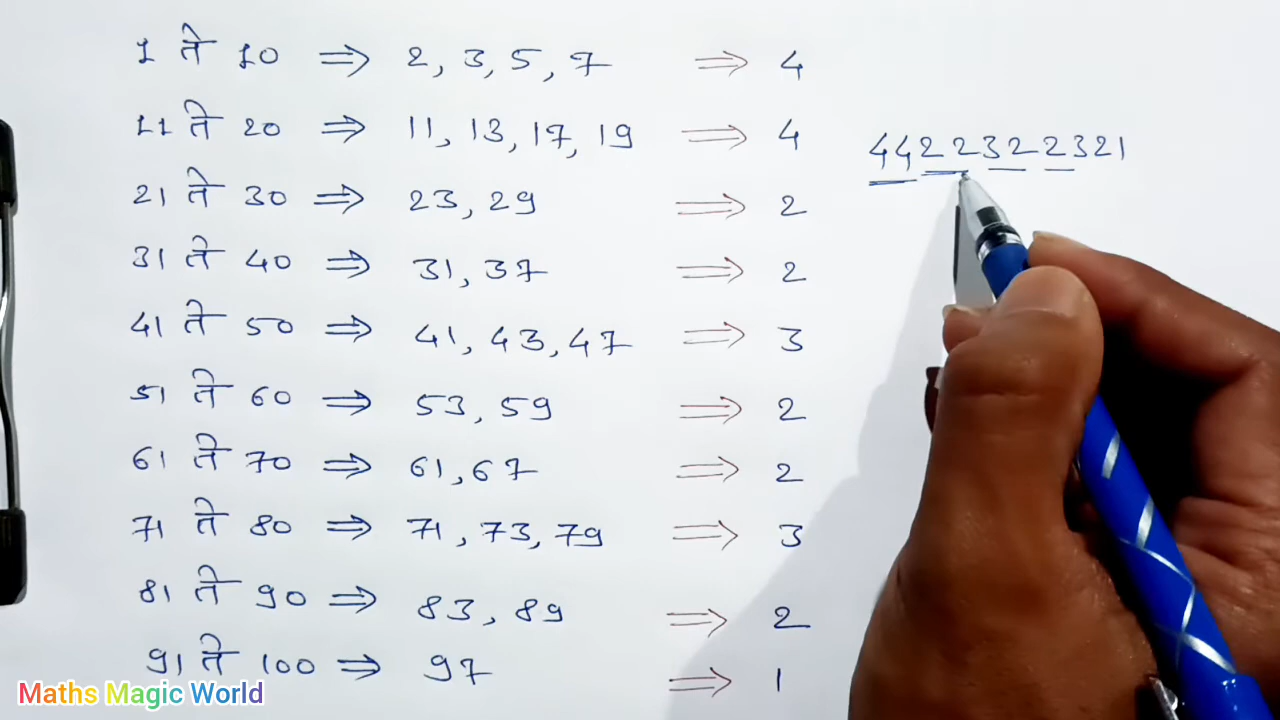 1 ते 10 ⇒ 2, 3, 5, 7 ⇒ 4
11 ते 20 ⇒ 11, 13, 17, 19 ⇒ 4
4422322321
21 ते 30 ⇒ 23, 29 ⇒ 2
31 ते 40 ⇒ 31, 37 ⇒ 2
41 ते 50 ⇒ 41, 43, 47 ⇒ 3
51 ते 60 ⇒ 53, 59 ⇒ 2
61 ते 70 ⇒ 61, 67 ⇒ 2
71 ते 80 ⇒ 71, 73, 79 ⇒ 3
81 ते 90 ⇒ 83, 89 ⇒ 2
91 ते 100 ⇒ 97 ⇒ 1
Maths Magic World